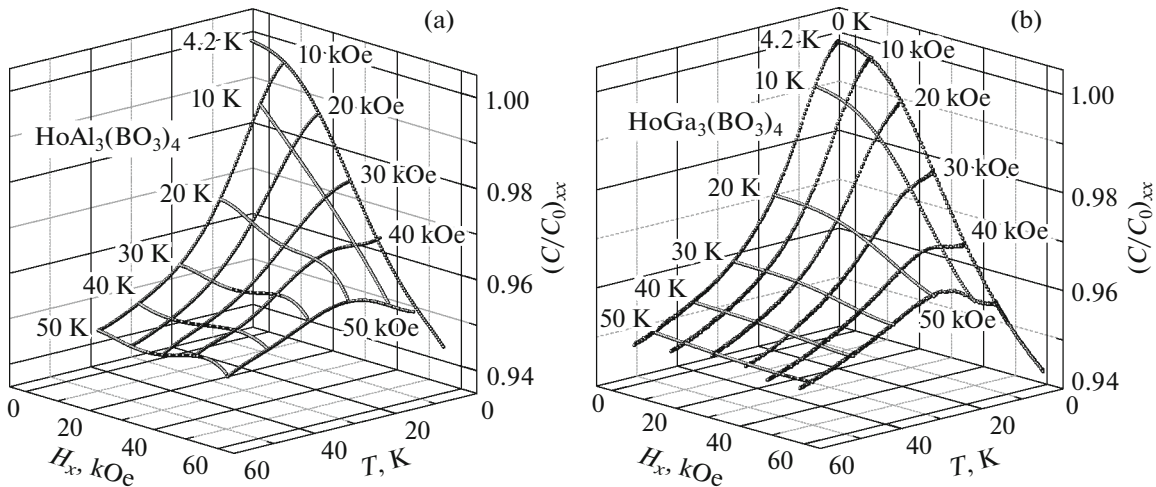 (a)
4.2 K
10 kOe
10 K
20 kOe
HoAl3(BO3)4
20 K
30 kOe
30 K
40 kOe
40 K
50 K
50 kOe
1.00
0.98
0.96
0.94
(C/C0)xx
0
20
40
60
Hx, kOe
60
40
20
0
T, K
(b)
0 K
4.2 K
10 kOe
10 K
20 kOe
HoGa3(BO3)4
20 K
30 kOe
30 K
40 kOe
40 K
50 K
50 kOe
1.00
0.98
0.96
0.94
(C/C0)xx
0
20
40
60
Hx, kOe
60
40
20
0
T, K